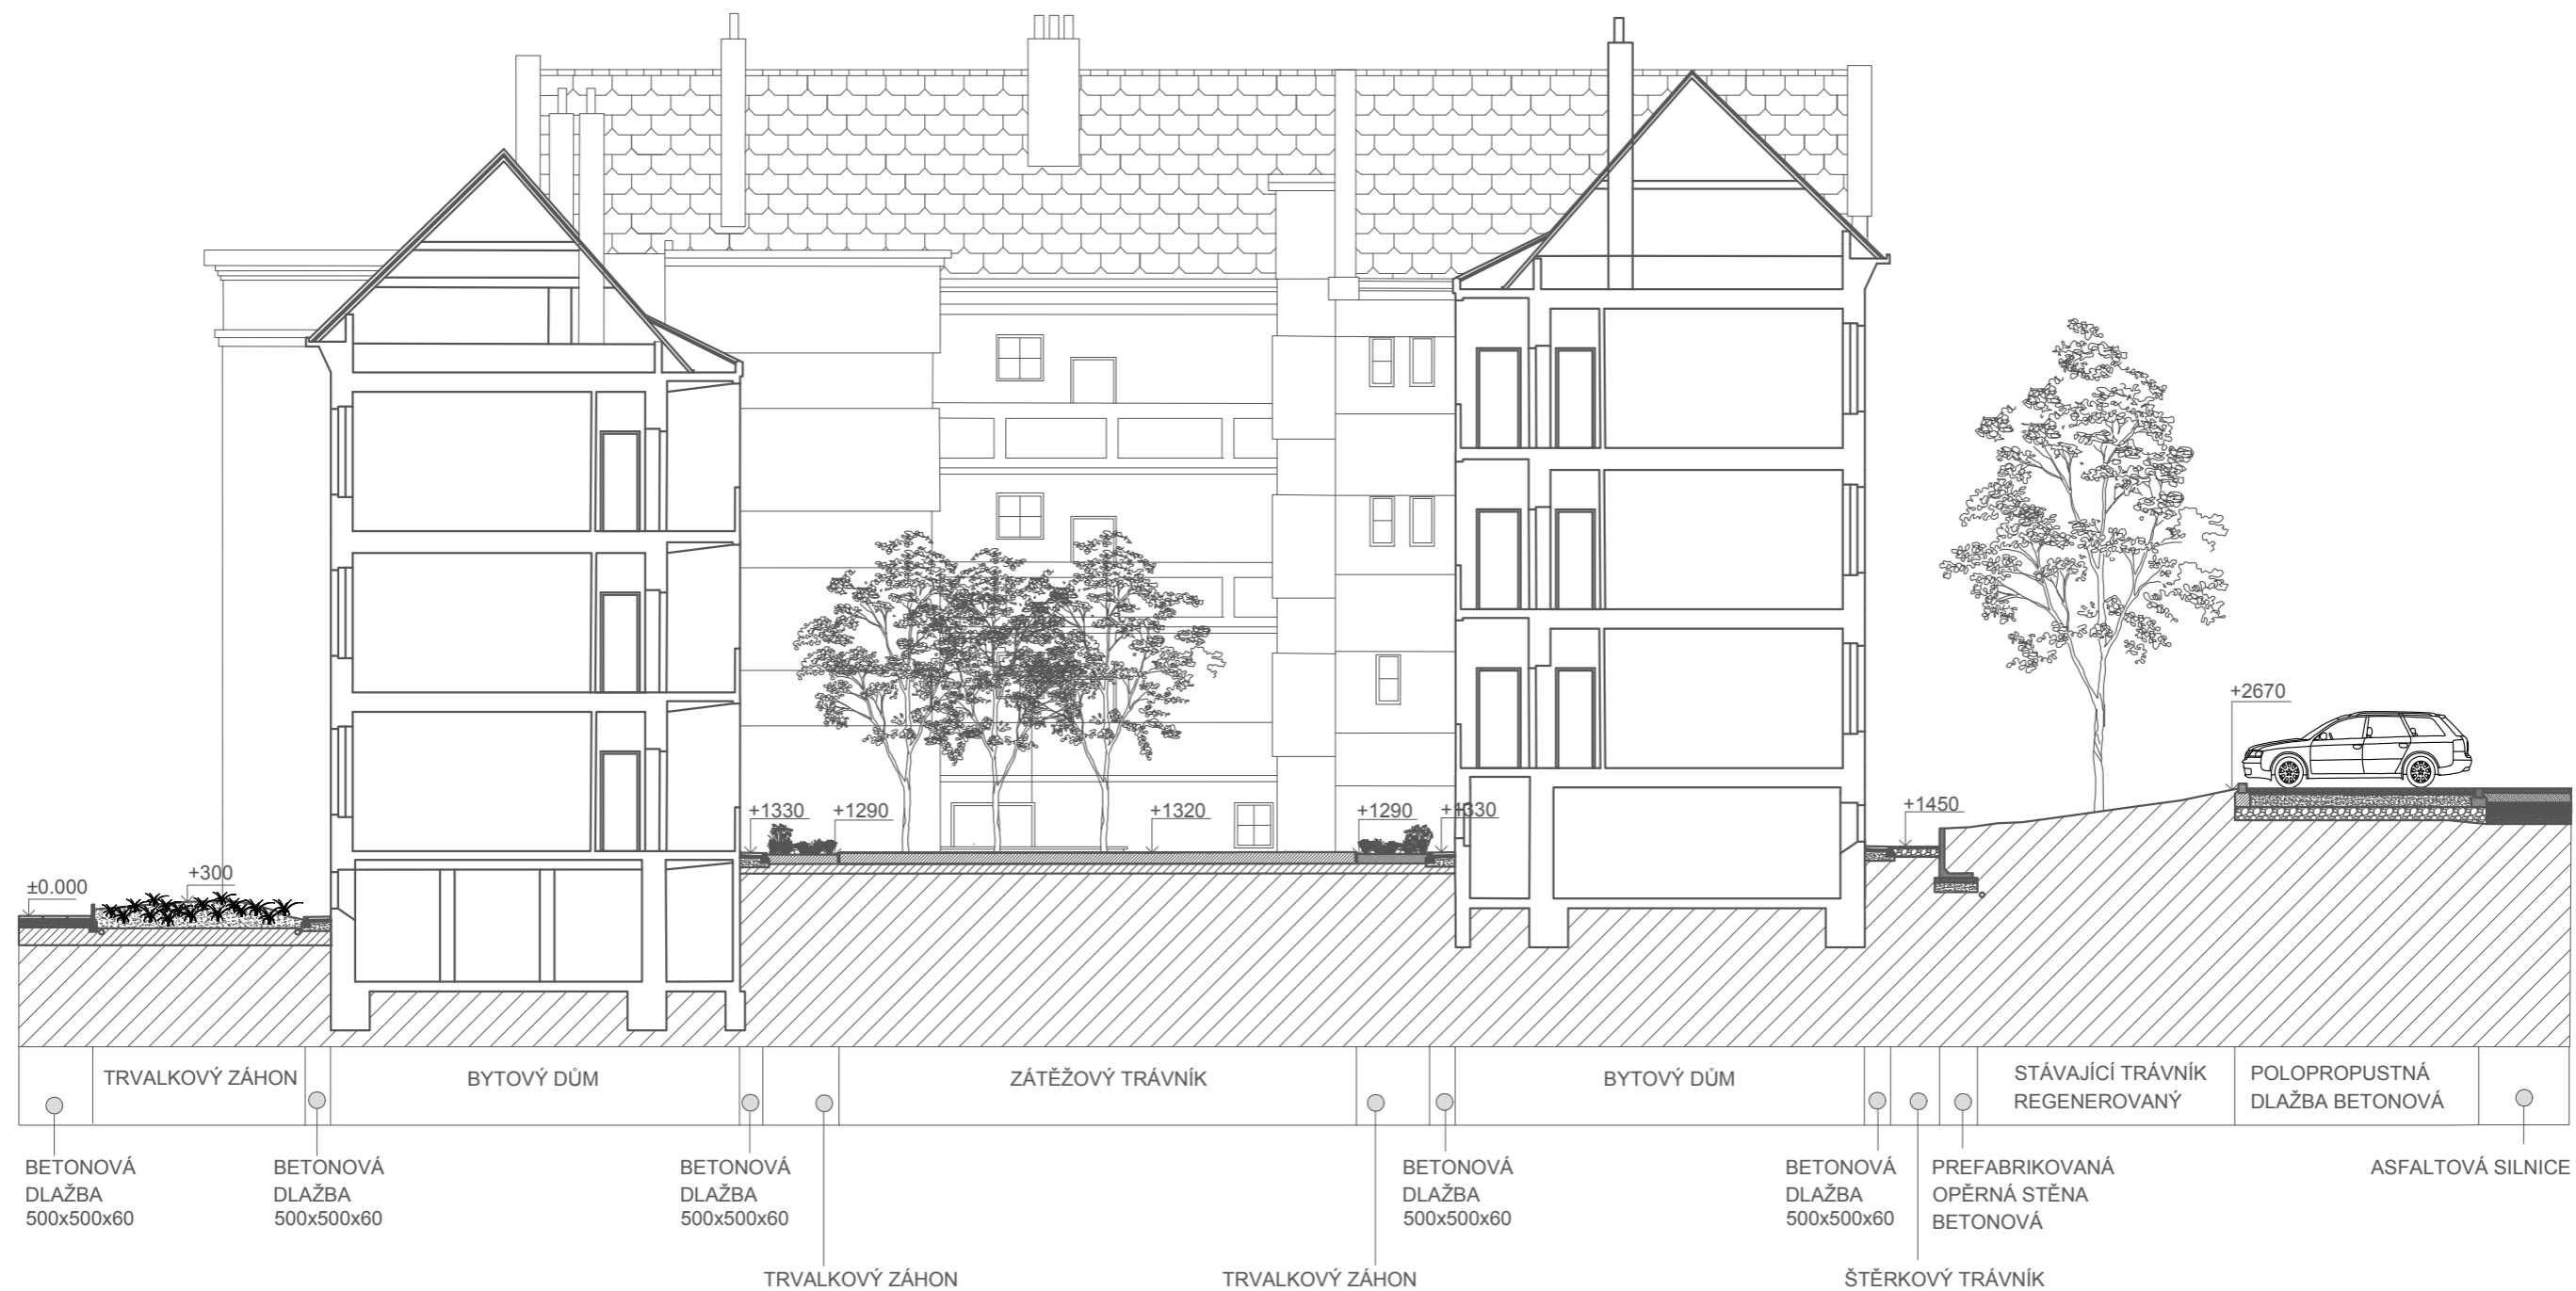 +2670
+1330
+1290
+1320
+1290
+1330
+1450
±0.000
+300
TRVALKOVÝ ZÁHON
BYTOVÝ DŮM
ZÁTĚŽOVÝ TRÁVNÍK
BYTOVÝ DŮM
STÁVAJÍCÍ TRÁVNÍK
REGENEROVANÝ
POLOPROPUSTNÁ
DLAŽBA BETONOVÁ
BETONOVÁ
DLAŽBA
500x500x60
BETONOVÁ
DLAŽBA
500x500x60
BETONOVÁ
DLAŽBA
500x500x60
BETONOVÁ
DLAŽBA
500x500x60
BETONOVÁ
DLAŽBA
500x500x60
PREFABRIKOVANÁ
OPĚRNÁ STĚNA
BETONOVÁ
ASFALTOVÁ SILNICE
TRVALKOVÝ ZÁHON
TRVALKOVÝ ZÁHON
ŠTĚRKOVÝ TRÁVNÍK